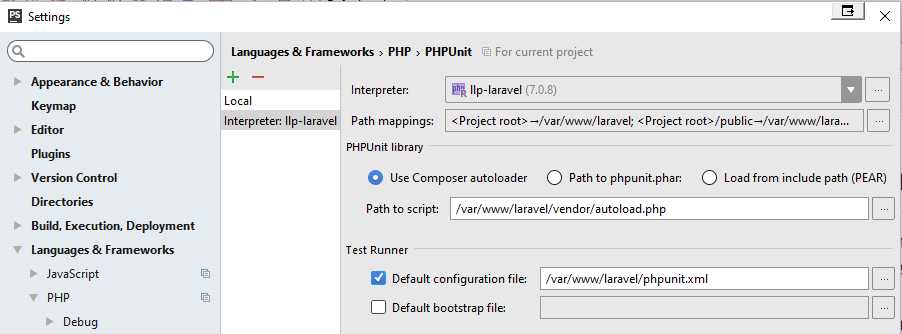 PS Settings
Languages & Frameworks › PHP › PHPUnit For current project
Appearance & Behavior
Keymap
Editor
Plugins
Version Control
Directories
Build, Execution, Deployment
Languages & Frameworks
JavaScript
PHP
Debug
Local
Interpreter: llp-laravel
Interpreter: php R llp-laravel (7.0.8) ...
Path mappings: <Project root>→/var/www/laravel; <Project root>/public→/var/www/lara... ...
PHPUnit library
Use Composer autoloader Path to phpunit.phar: Load from include path (PEAR)
Path to script: /var/www/laravel/vendor/autoload.php ...
Test Runner
Default configuration file: /var/www/laravel/phpunit.xml ...
Default bootstrap file: ...